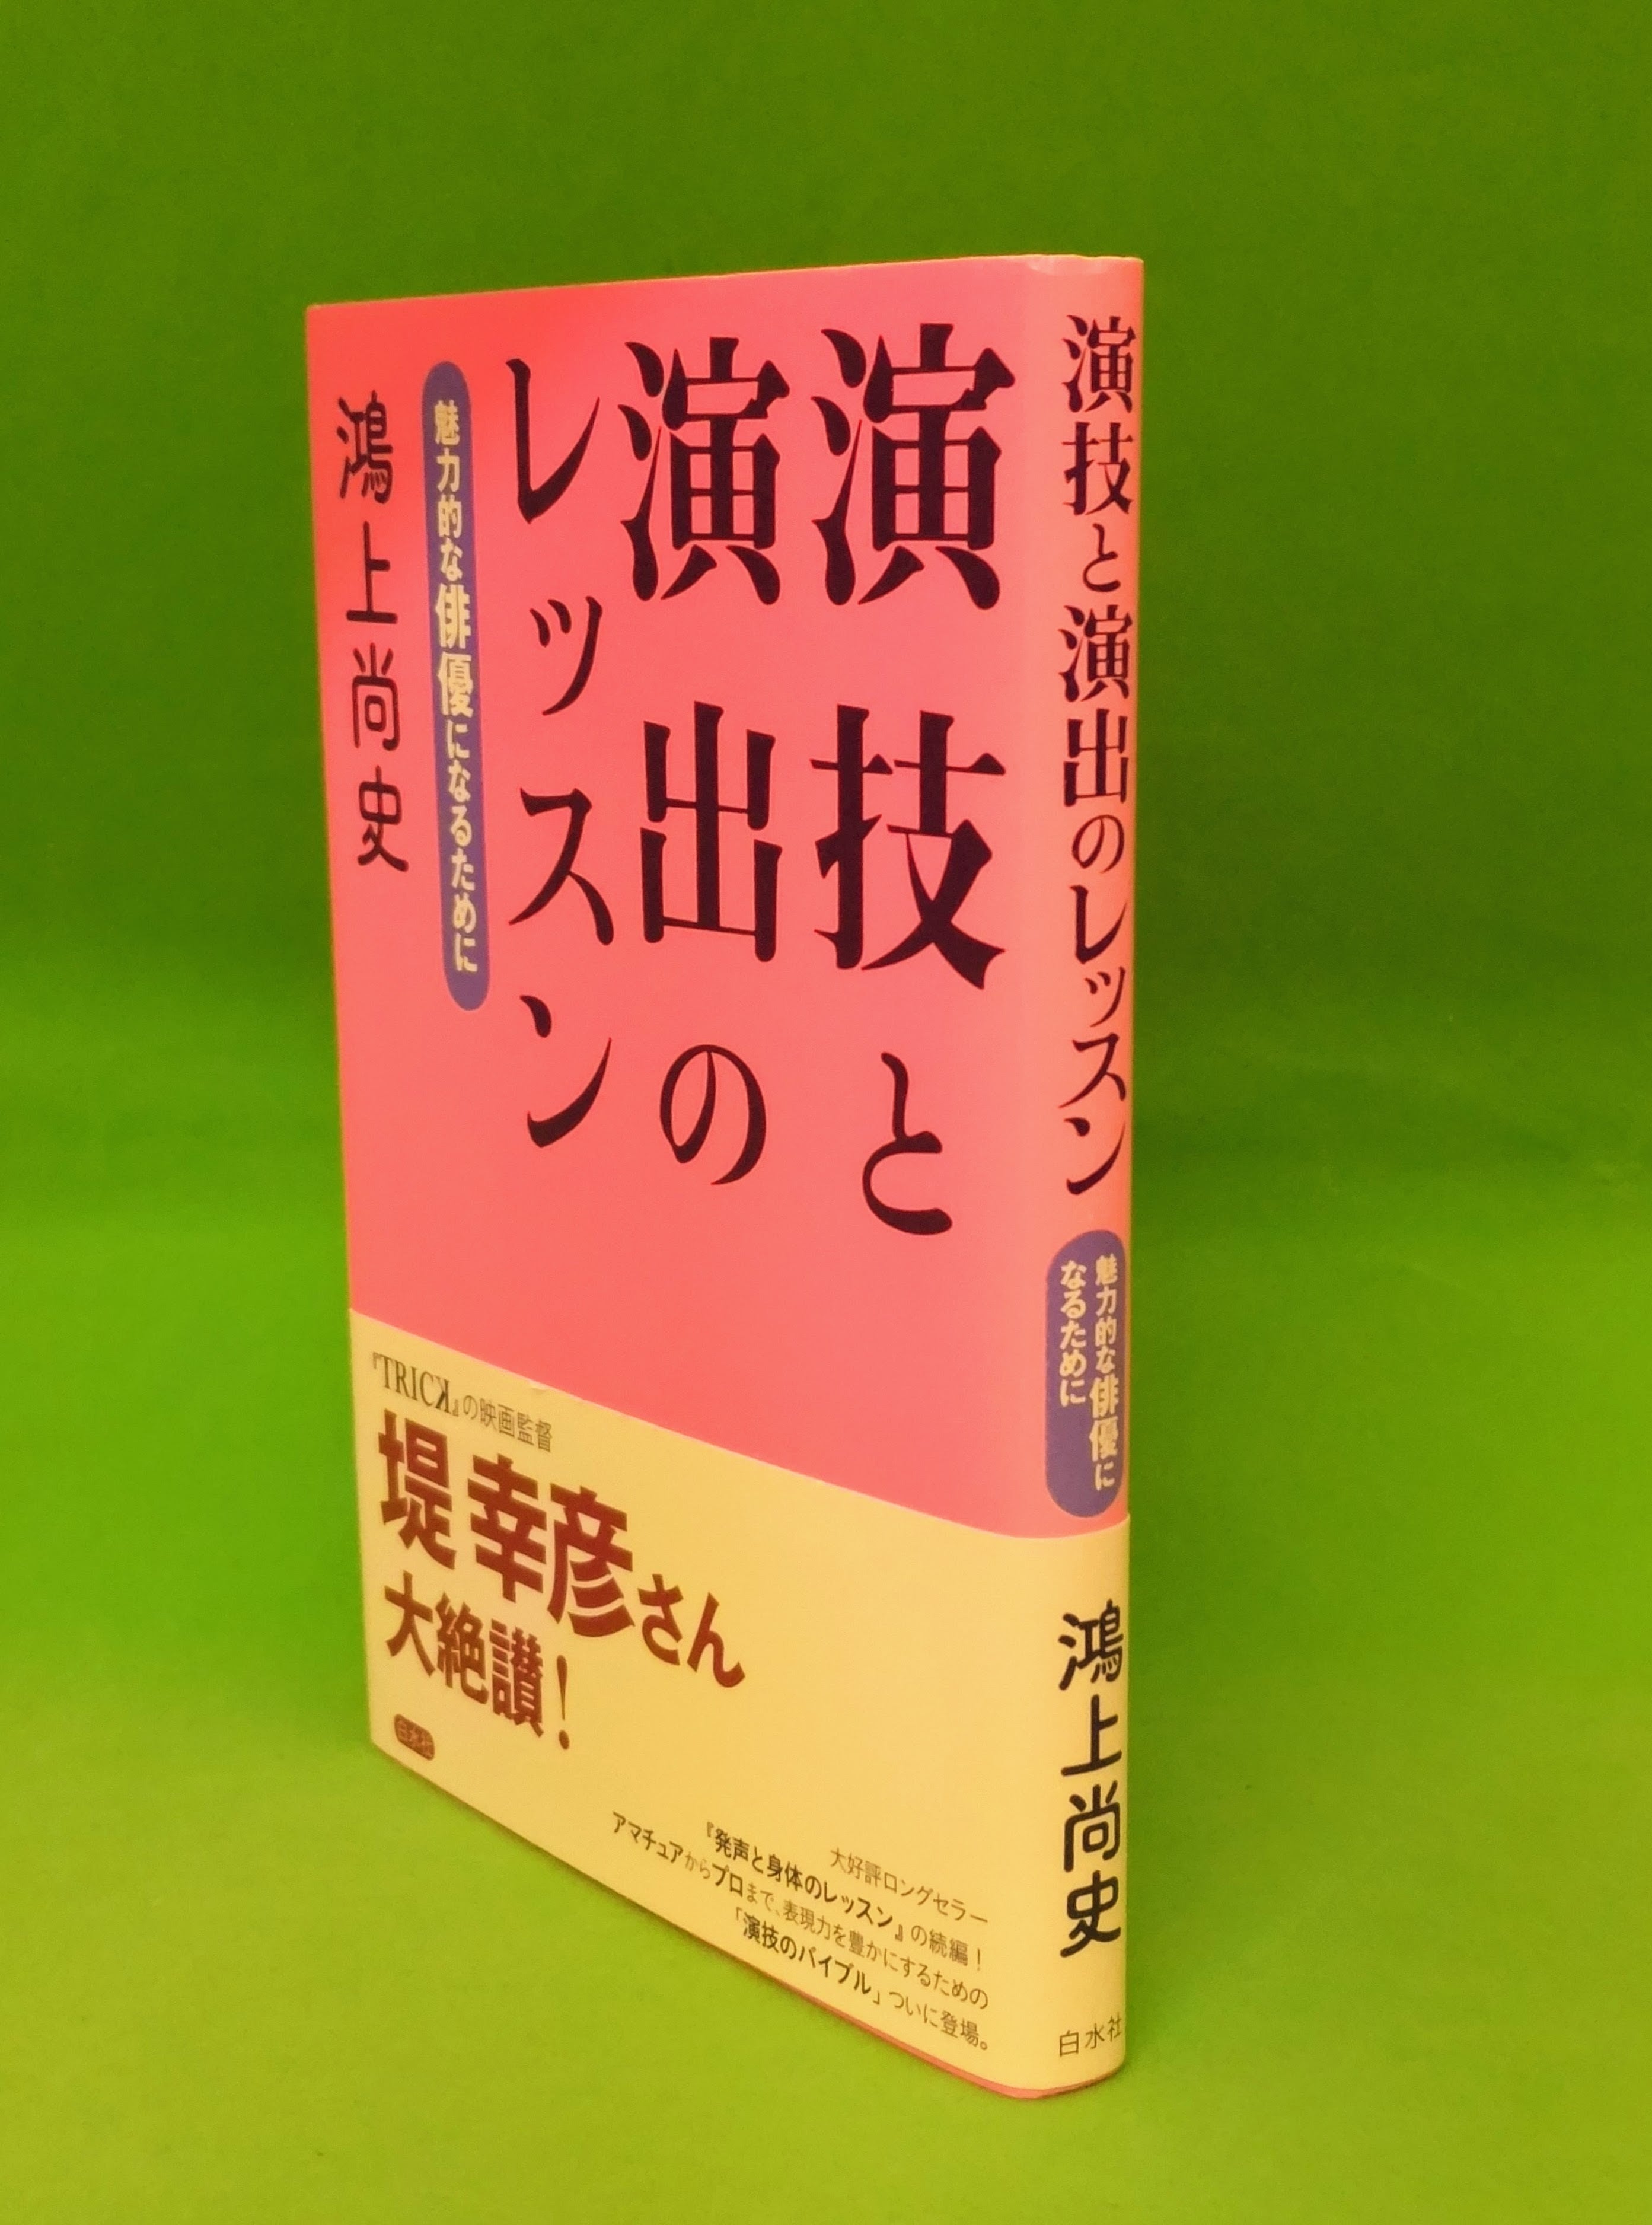 演技と
演出の
レッスン
魅力的な俳優になるために
鴻上尚史
『TRICK』の映画監督
堤幸彦さん
大絶讃！
白水社
大好評ロングセラー
『発声と身体のレッスン』の続編！
アマチュアからプロまで、表現力を豊かにするための
「演技のバイブル」ついに登場。
演技と演出のレッスン
魅力的な俳優に
なるために
鴻上尚史
白水社